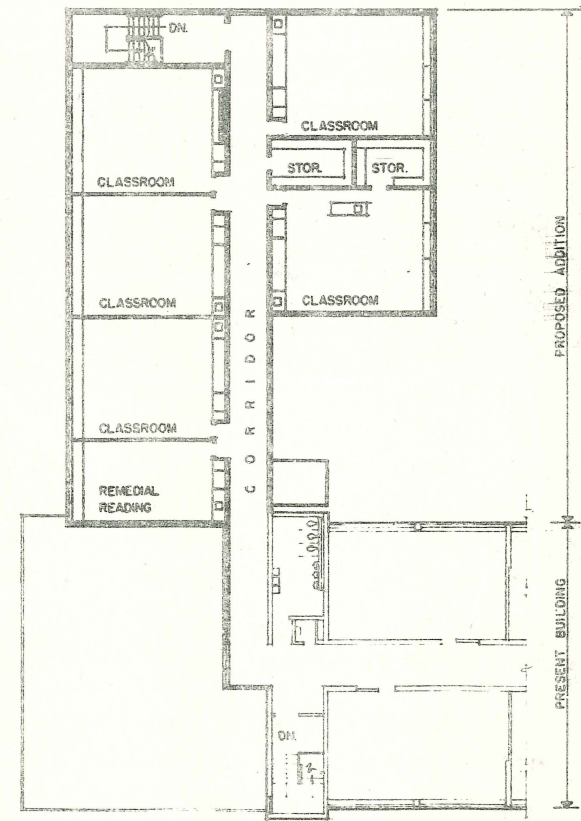 DN.
CLASSROOM
STOR.
STOR.
CLASSROOM
CLASSROOM
CLASSROOM
CLASSROOM
REMEDIAL
READING
CORRIDOR
PROPOSED ADDITION
PRESENT BUILDING
DN.